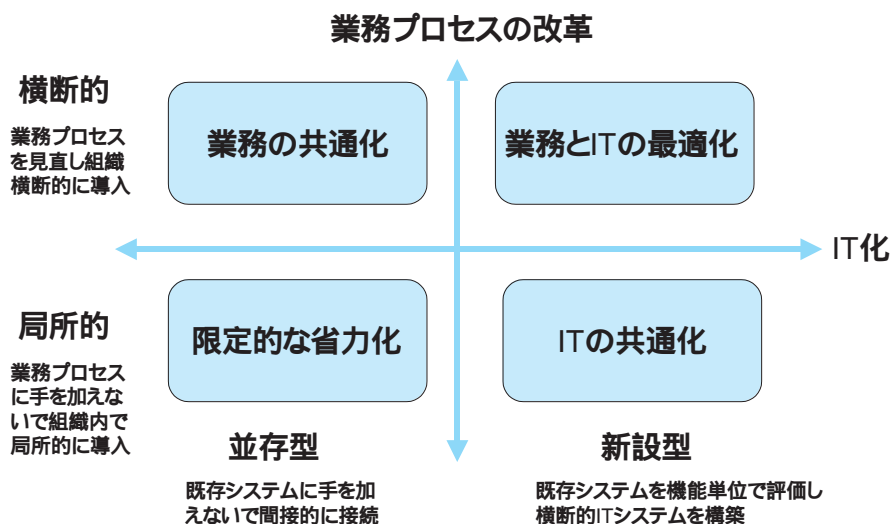 業務プロセスの改革
横断的
業務プロセス
を見直し組織
横断的に導入
業務の共通化
業務とITの最適化
IT化
局所的
業務プロセス
に手を加えな
いで組織内で
局所的に導入
限定的な省力化
ITの共通化
並存型
既存システムに手を加
えないで間接的に接続
新設型
既存システムを機能単位で評価し
横断的ITシステムを構築